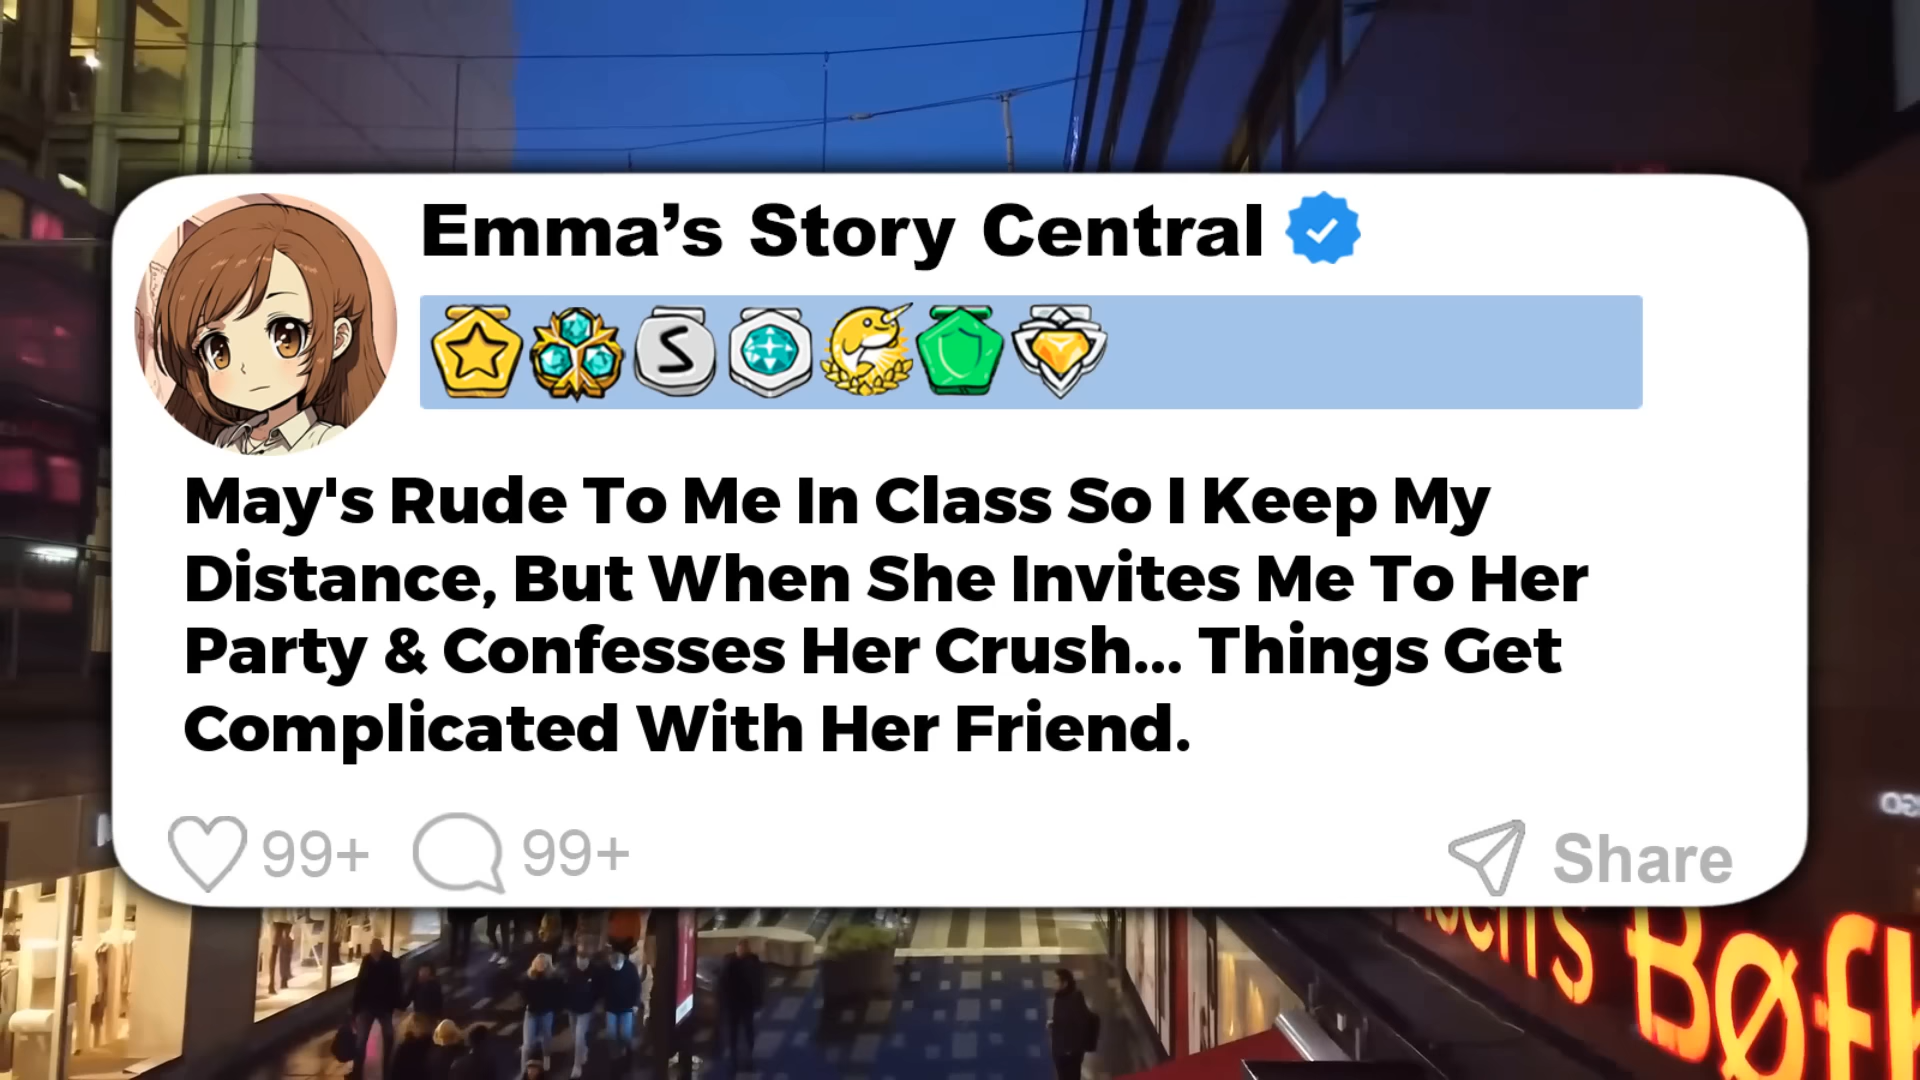 Emma’s Story Central
S
May's Rude To Me In Class So I Keep My
Distance, But When She Invites Me To Her
Party & Confesses Her Crush... Things Get
Complicated With Her Friend.
99+
99+
Share